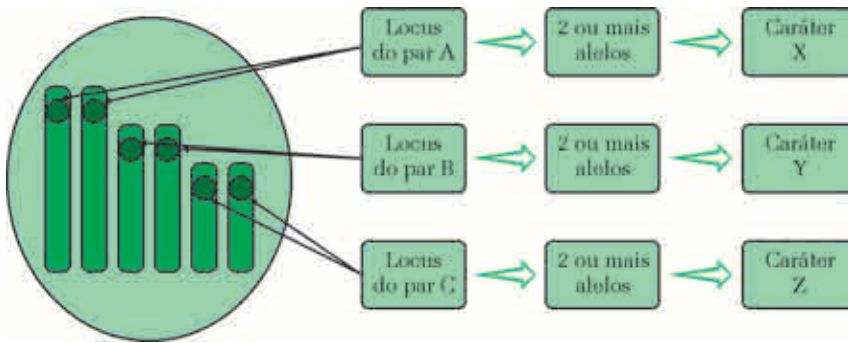 Locus
do par A
2 ou mais
alelos
Caráter
X
Locus
do par B
2 ou mais
alelos
Caráter
Y
Locus
do par C
2 ou mais
alelos
Caráter
Z